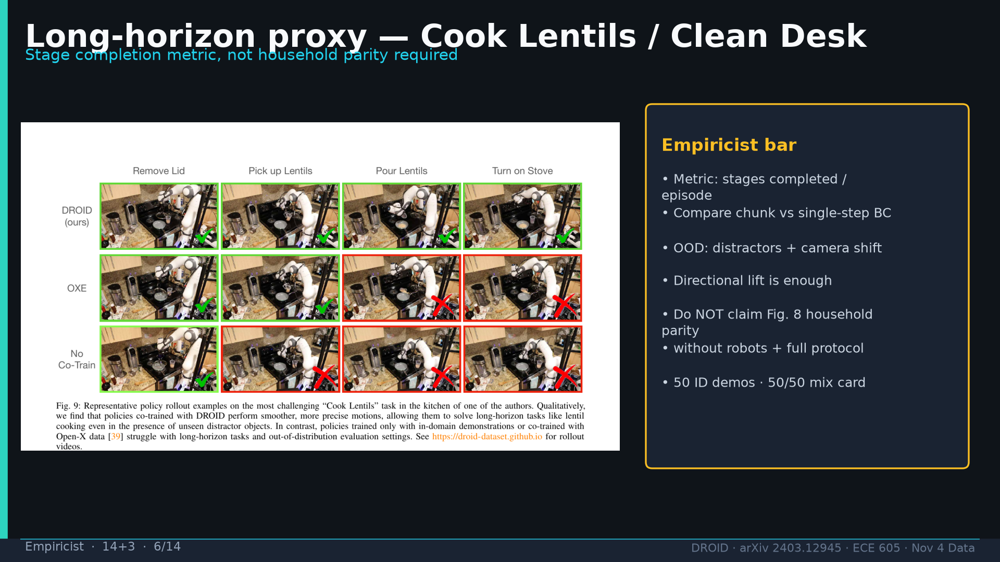 Long-horizon proxy — Cook Lentils / Clean Desk
Stage completion metric, not household parity required
Remove Lid
Pick up Lentils
Pour Lentils
Turn on Stove
DROID
(ours)
OXE
No
Co-Train
Fig. 9: Representative policy rollout examples on the most challenging “Cook Lentils” task in the kitchen of one of the authors. Qualitatively,
we find that policies co-trained with DROID perform smoother, more precise motions, allowing them to solve long-horizon tasks like lentil
cooking even in the presence of unseen distractor objects. In contrast, policies trained only with in-domain demonstrations or co-trained with
Open-X data [39] struggle with long-horizon tasks and out-of-distribution evaluation settings. See https://droid-dataset.github.io for rollout
videos.
Empiricist bar
• Metric: stages completed /
episode
• Compare chunk vs single-step BC
• OOD: distractors + camera shift
• Directional lift is enough
• Do NOT claim Fig. 8 household
parity
• without robots + full protocol
• 50 ID demos · 50/50 mix card
Empiricist · 14+3 · 6/14
DROID · arXiv 2403.12945 · ECE 605 · Nov 4 Data